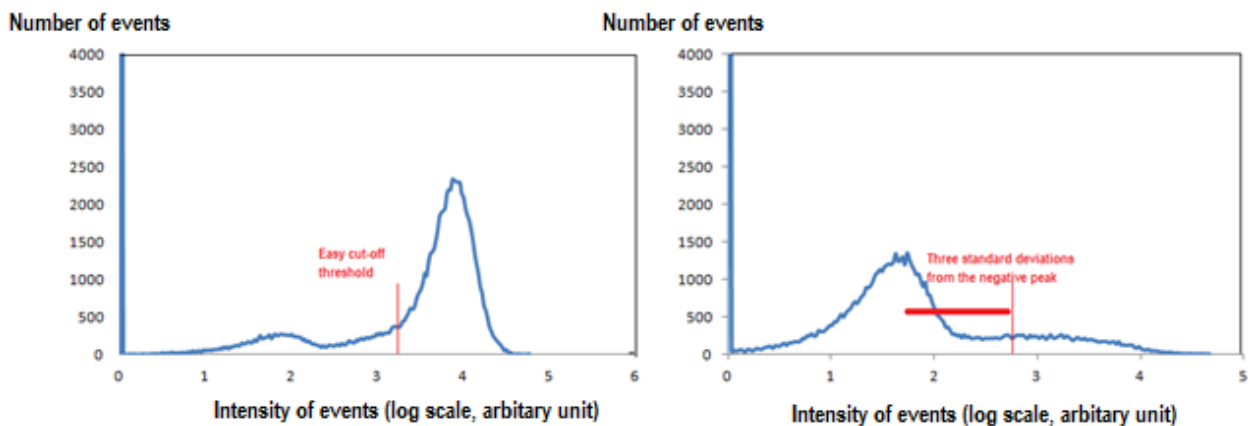 Number of events
4000
3500
3000
2500
2000
1500
1000
500
0
0 1 2 3 4 5 6
Easy cut-off
threshold
Intensity of events (log scale, arbitary unit)
Number of events
4000
3500
3000
2500
2000
1500
1000
500
0
0 1 2 3 4 5
Three standard deviations
from the negative peak
Intensity of events (log scale, arbitary unit)